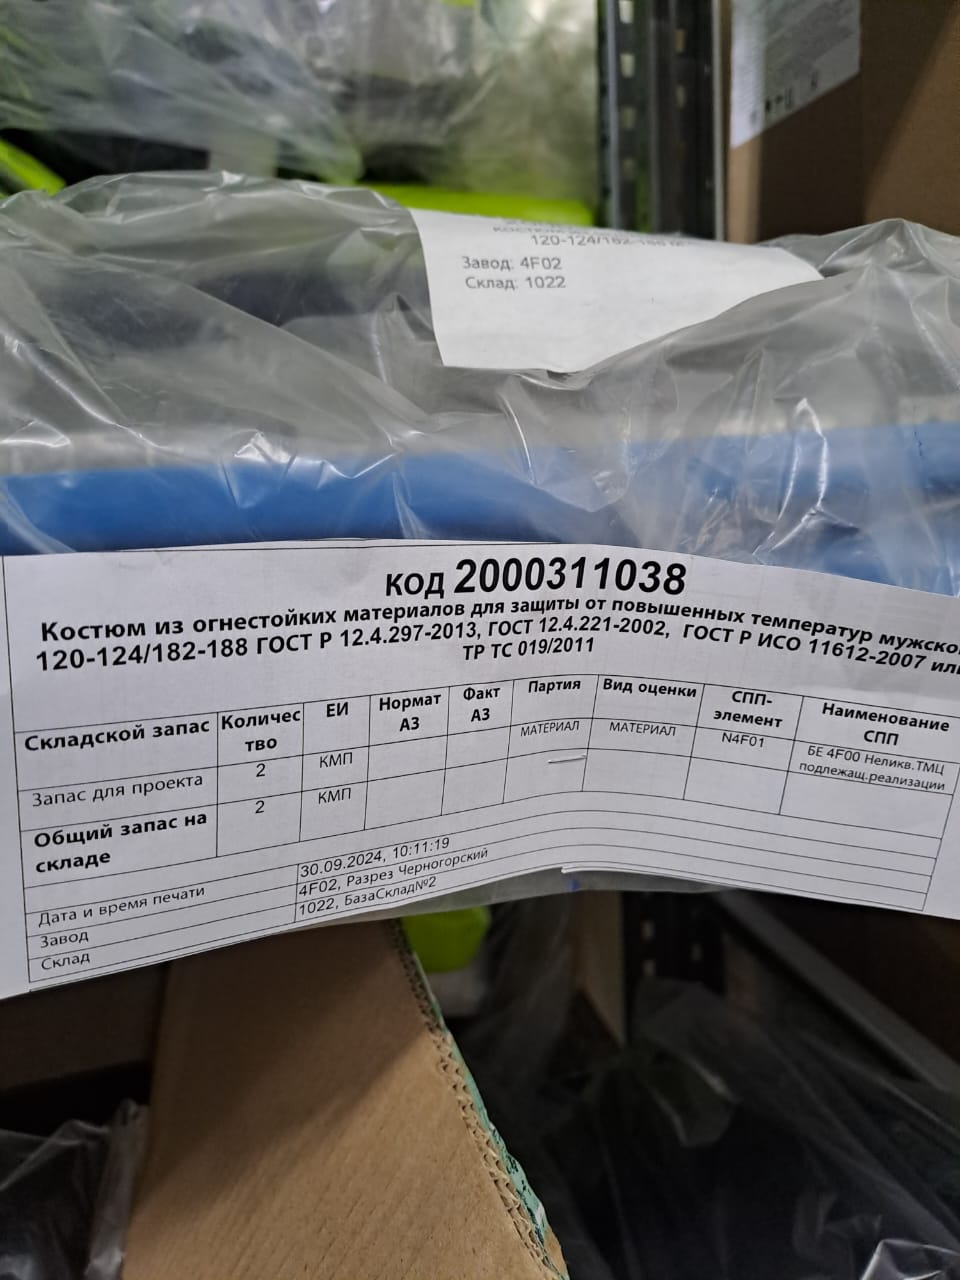 120-124/182-188
Завод: 4F02
Склад: 1022
КОД 2000311038
Костюм из огнестойких материалов для защиты от повышенных температур
120-124/182-188 ГОСТ Р 12.4.297-2013, ГОСТ 12.4.221-2002, ГОСТ Р ИСО 11612-2007 или
ТР ТС 019/2011
Складской запас Количес тво ЕИ Нормат АЗ Факт АЗ Партия Вид оценки СПП-элемент Наименование СПП
Запас для проекта 2 КМП МАТЕРИАЛ МАТЕРИАЛ N4F01 БЕ 4F00 Неликв.ТМЦ подлежащ.реализации
Общий запас на складе 2 КМП
Дата и время печати 30.09.2024, 10:11:19
Завод 4F02, Разрез Черногорский
Склад 1022, БазаСклад№2